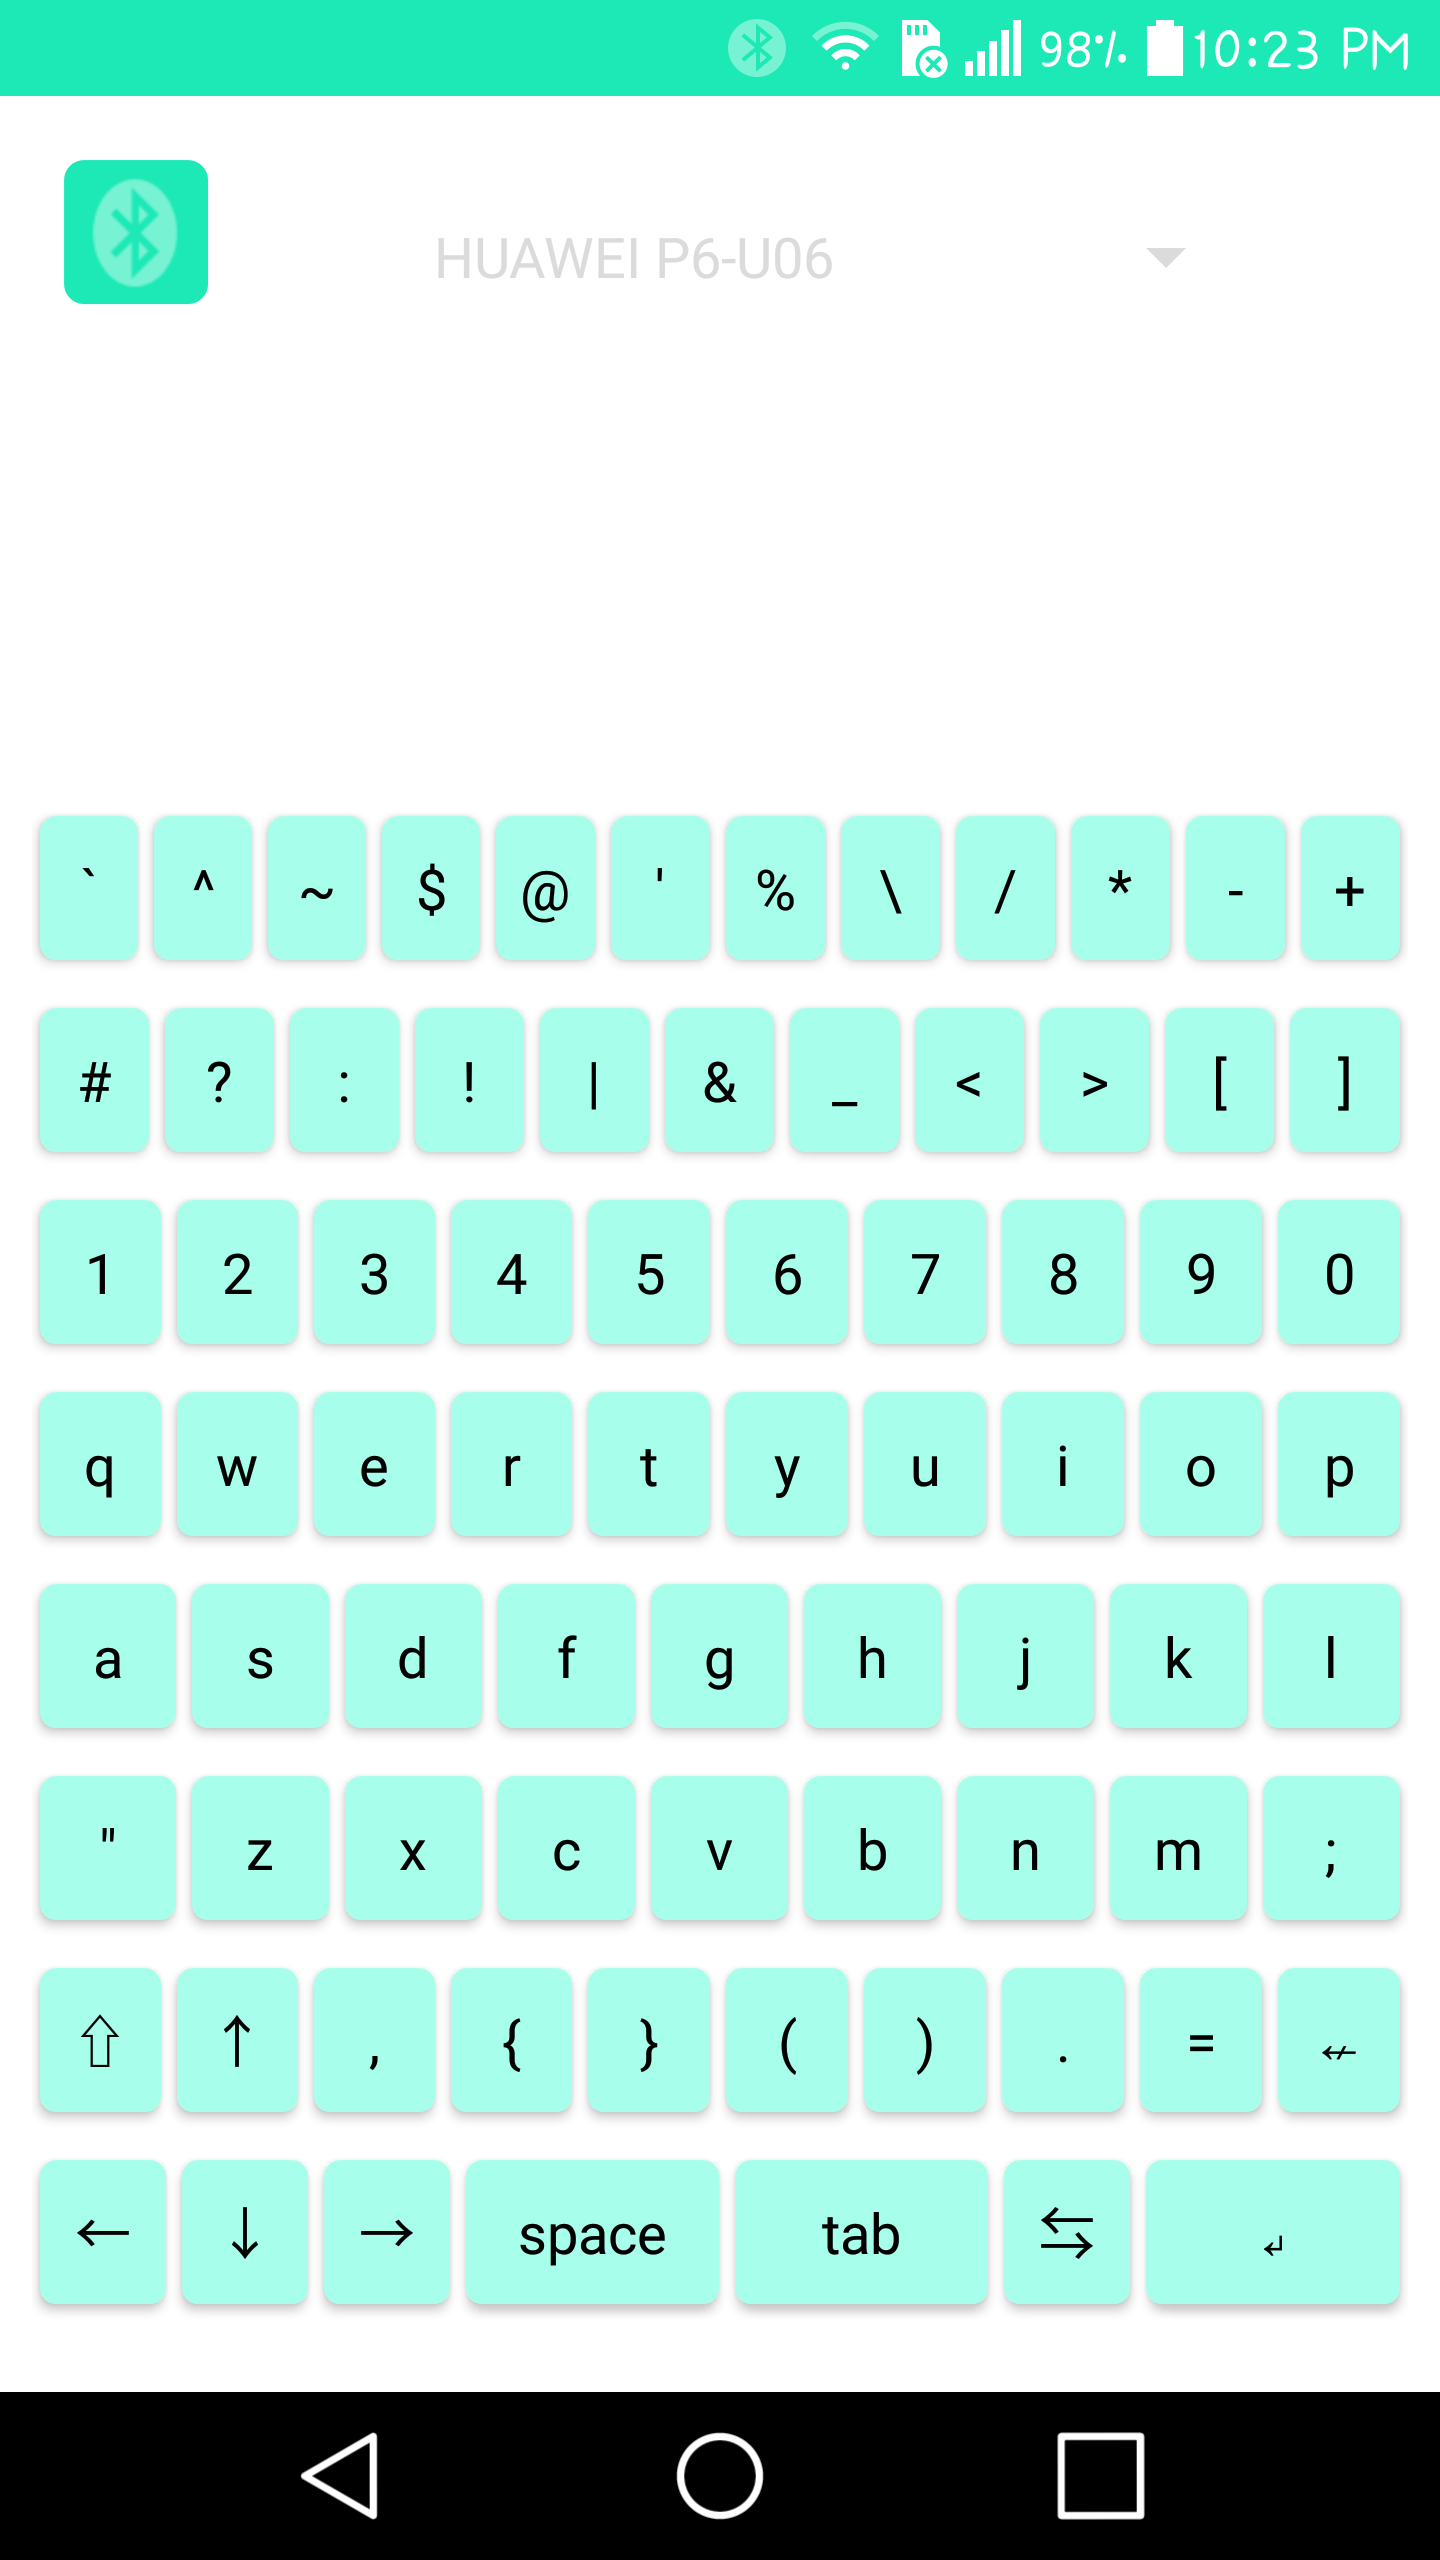 98% 10:23 PM
HUAWEI P6-U06
` ^ ~ $ @ ' % \ / * - +
# ? : ! | & _ < > [ ]
1 2 3 4 5 6 7 8 9 0
q w e r t y u i o p
a s d f g h j k l
" z x c v b n m ;
⇧ ↑ , { } ( ) . = ↚
← ↓ → space tab ⇆ ↲